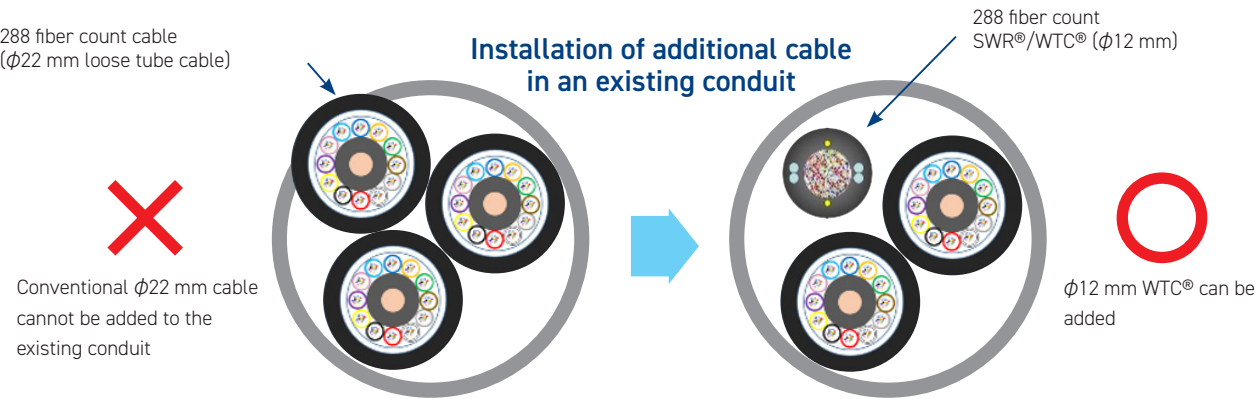 288 fiber count cable
(ϕ22 mm loose tube cable)
Installation of additional cable
in an existing conduit
288 fiber count
SWR®/WTC® (ϕ12 mm)
Conventional ϕ22 mm cable
cannot be added to the
existing conduit
ϕ12 mm WTC® can be
added